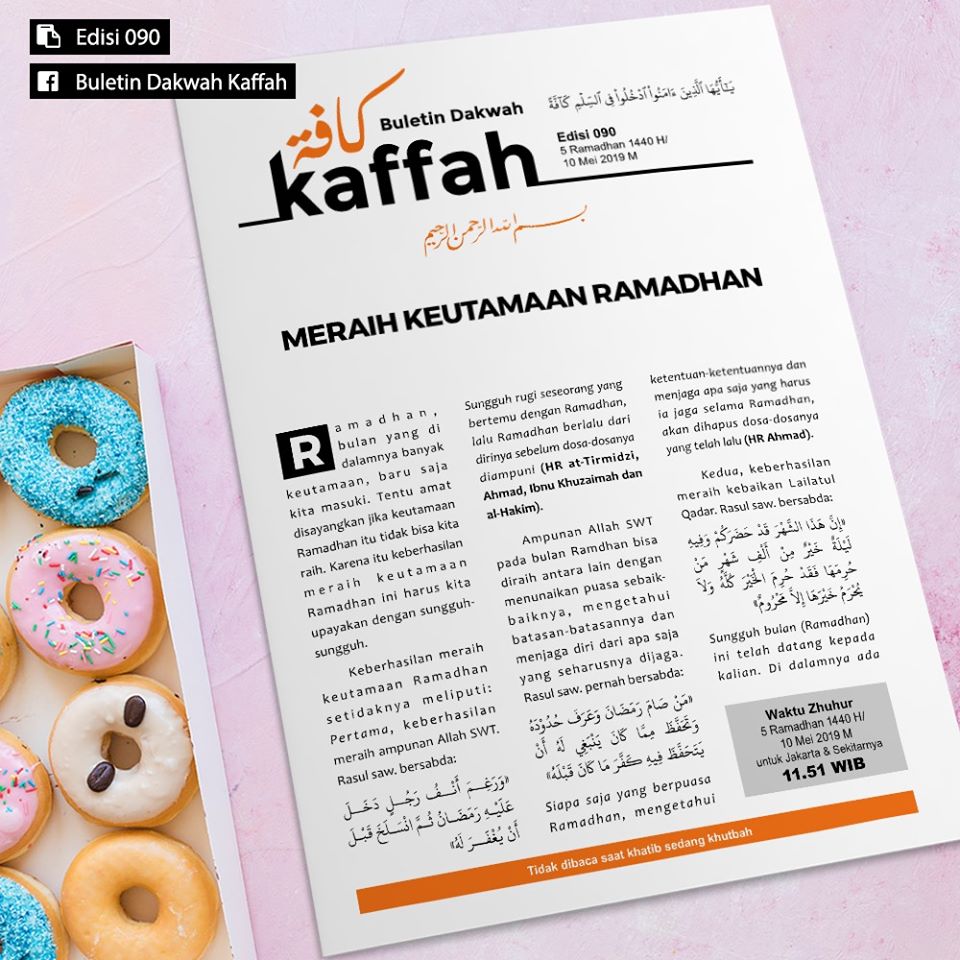 Edisi 090
Buletin Dakwah Kaffah
كافة
Buletin Dakwah
kaffah
يَٰٓأَيُّهَا ٱلَّذِينَ ءَامَنُوا۟ ٱدْخُلُوا۟ فِى ٱلسِّلْمِ كَآفَّةً
Edisi 090
5 Ramadhan 1440 H/
10 Mei 2019 M
بسم الله الرحمن الرحيم
MERAIH KEUTAMAAN RAMADHAN
Ramadhan,
bulan yang di
dalamnya banyak
keutamaan, baru saja
kita masuki. Tentu amat
disayangkan jika keutamaan
Ramadhan itu tidak bisa kita
raih. Karena itu keberhasilan
meraih keutamaan
Ramadhan ini harus kita
upayakan dengan sungguh-
sungguh.
Keberhasilan meraih
keutamaan Ramadhan
setidaknya meliputi:
Pertama, keberhasilan
meraih ampunan Allah SWT.
Rasul saw. bersabda:
«وَرَغِمَ أَنْفُ رَجُلٍ دَخَلَ
عَلَيْهِ رَمَضَانُ ثُمَّ انْسَلَخَ قَبْلَ
أَنْ يُغْفَرَ لَهُ»
Sungguh rugi seseorang yang
bertemu dengan Ramadhan,
lalu Ramadhan berlalu dari
dirinya sebelum dosa-dosanya
diampuni (HR at-Tirmidzi,
Ahmad, Ibnu Khuzaimah dan
al-Hakim).
Ampunan Allah SWT
pada bulan Ramdhan bisa
diraih antara lain dengan
menunaikan puasa sebaik-
baiknya, mengetahui
batasan-batasannya dan
menjaga diri dari apa saja
yang seharusnya dijaga.
Rasul saw. pernah bersabda:
«مَنْ صَامَ رَمَضَانَ وَعَرَفَ حُدُوْدَهُ
وَتَحَفَّظَ مِمَّا كَانَ يَنْبَغِي لَهُ أَنْ
يَتَحَفَّظَ فِيهِ كَفَّرَ مَا كَانَ قَبْلَهُ»
Siapa saja yang berpuasa
Ramadhan, mengetahui
ketentuan-ketentuannya dan
menjaga apa saja yang harus
ia jaga selama Ramadhan,
akan dihapus dosa-dosanya
yang telah lalu (HR Ahmad).
Kedua, keberhasilan
meraih kebaikan Lailatul
Qadar. Rasul saw. bersabda:
«إِنَّ هَذَا الشَّهْرَ قَدْ حَضَرَكُمْ وَفِيهِ
لَيْلَةٌ خَيْرٌ مِنْ أَلْفِ شَهْرٍ مَنْ
حُرِمَهَا فَقَدْ حُرِمَ الْخَيْرَ كُلَّهُ وَلاَ
يُحْرَمُ خَيْرَهَا إِلاَّ مَحْرُومٌ»
Sungguh bulan (Ramadhan)
ini telah datang kepada
kalian. Di dalamnya ada
Waktu Zhuhur
5 Ramadhan 1440 H/
10 Mei 2019 M
untuk Jakarta & Sekitarnya
11.51 WIB
Tidak dibaca saat khatib sedang khutbah